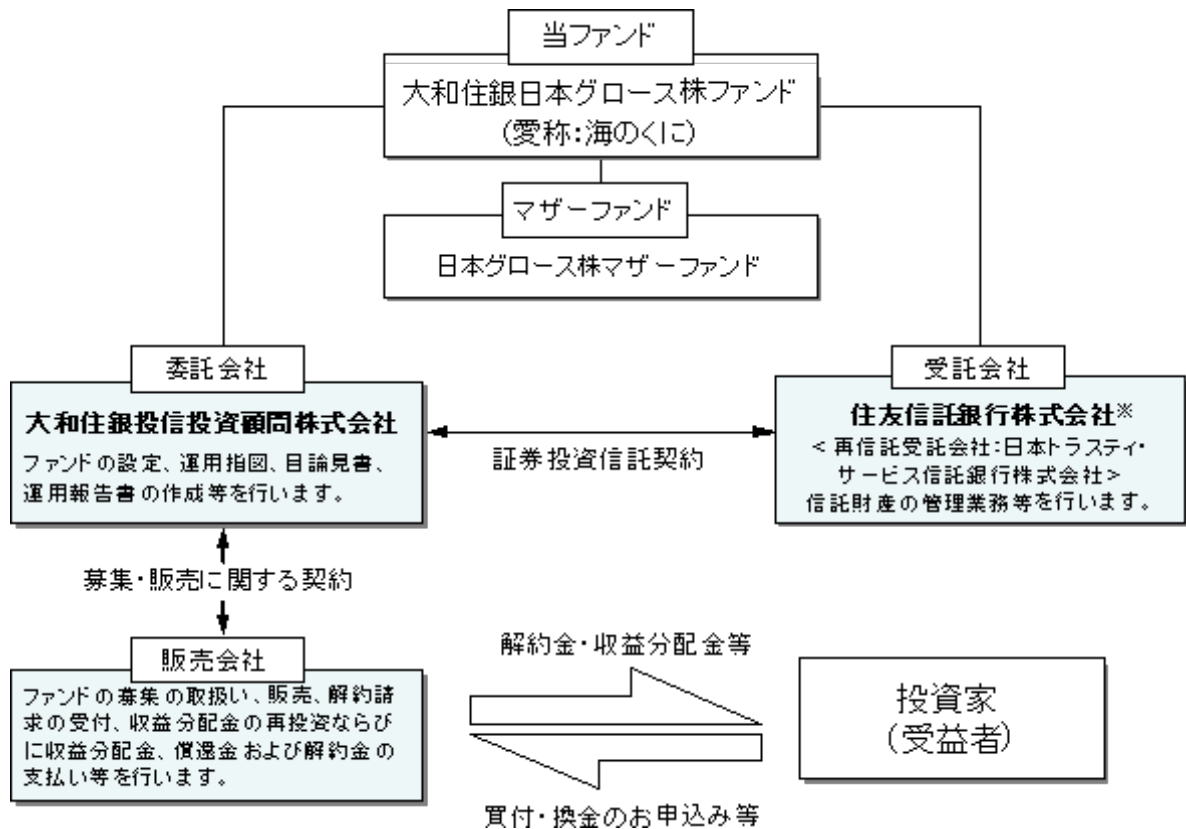 当ファンド
大和住銀日本グロース株ファンド
(愛称:海のくに)
マザーファンド
日本グロース株マザーファンド
委託会社
大和住銀投信投資顧問株式会社
ファンドの設定、運用指図、目論見書、
運用報告書の作成等を行います。
証券投資信託契約
受託会社
住友信託銀行株式会社※
<再信託受託会社:日本トラスティ・
サービス信託銀行株式会社>
信託財産の管理業務等を行います。
募集・販売に関する契約
販売会社
ファンドの募集の取扱い、販売、解約請
求の受付、収益分配金の再投資ならび
に収益分配金、償還金および解約金の
支払い等を行います。
解約金・収益分配金等
買付・換金のお申込み等
投資家
(受益者)